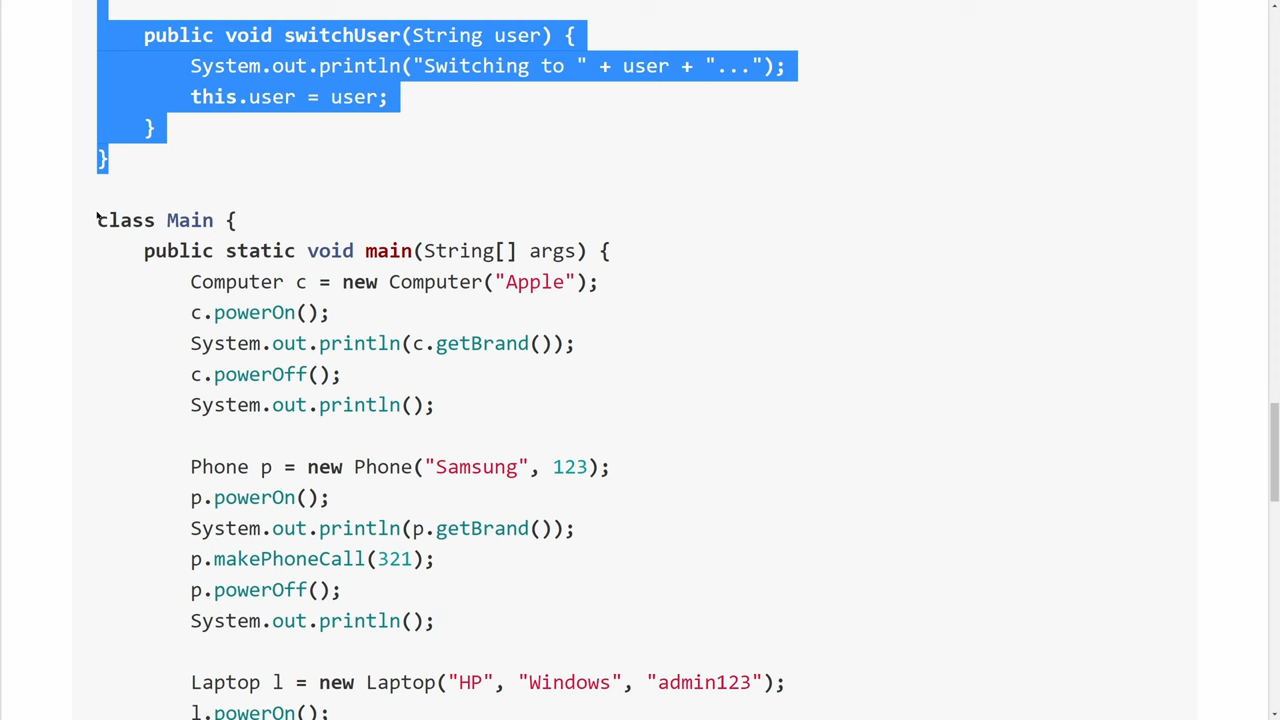 public void switchUser(String user) {
System.out.println("Switching to " + user + "...");
this.user = user;
}
}
class Main {
public static void main(String[] args) {
Computer c = new Computer("Apple");
c.powerOn();
System.out.println(c.getBrand());
c.powerOff();
System.out.println();
Phone p = new Phone("Samsung", 123);
p.powerOn();
System.out.println(p.getBrand());
p.makePhoneCall(321);
p.powerOff();
System.out.println();
Laptop l = new Laptop("HP", "Windows", "admin123");
l.powerOn();